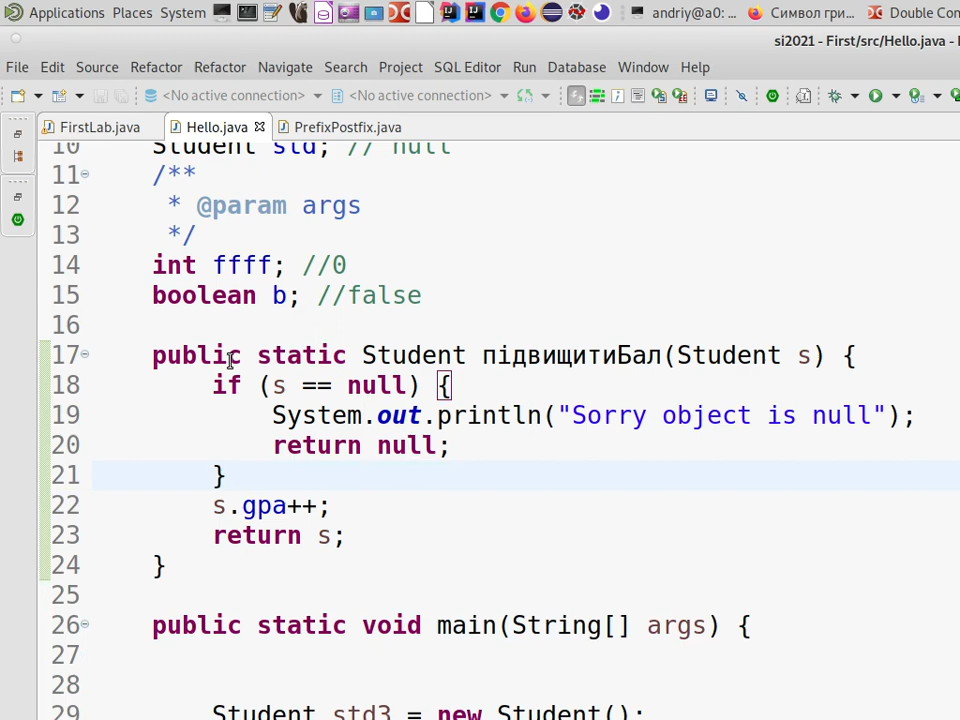 Applications Places System andriy@a0: ... Символ гри... Double Con
si2021 - First/src/Hello.java - E
File Edit Source Refactor Refactor Navigate Search Project SQL Editor Run Database Window Help
<No active connection> <No active connection>
FirstLab.java Hello.java PrefixPostfix.java
10 Student std; // null
11 /**
12 * @param args
13 */
14 int ffff; //0
15 boolean b; //false
16
17 public static Student підвищитиБал(Student s) {
18 if (s == null) {
19 System.out.println("Sorry object is null");
20 return null;
21 }
22 s.gpa++;
23 return s;
24 }
25
26 public static void main(String[] args) {
27
28
29 Student std3 = new Student();